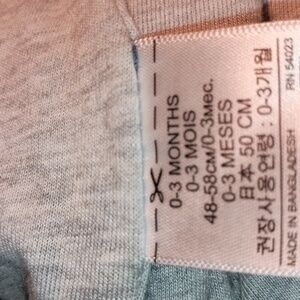 0-3 MONTHS
0-3 MOIS
48-58см/0-3мес.
0-3 MESES
日本 50 CM
권장사용연령 : 0-3개월
MADE IN BANGLADESH
RN 54023